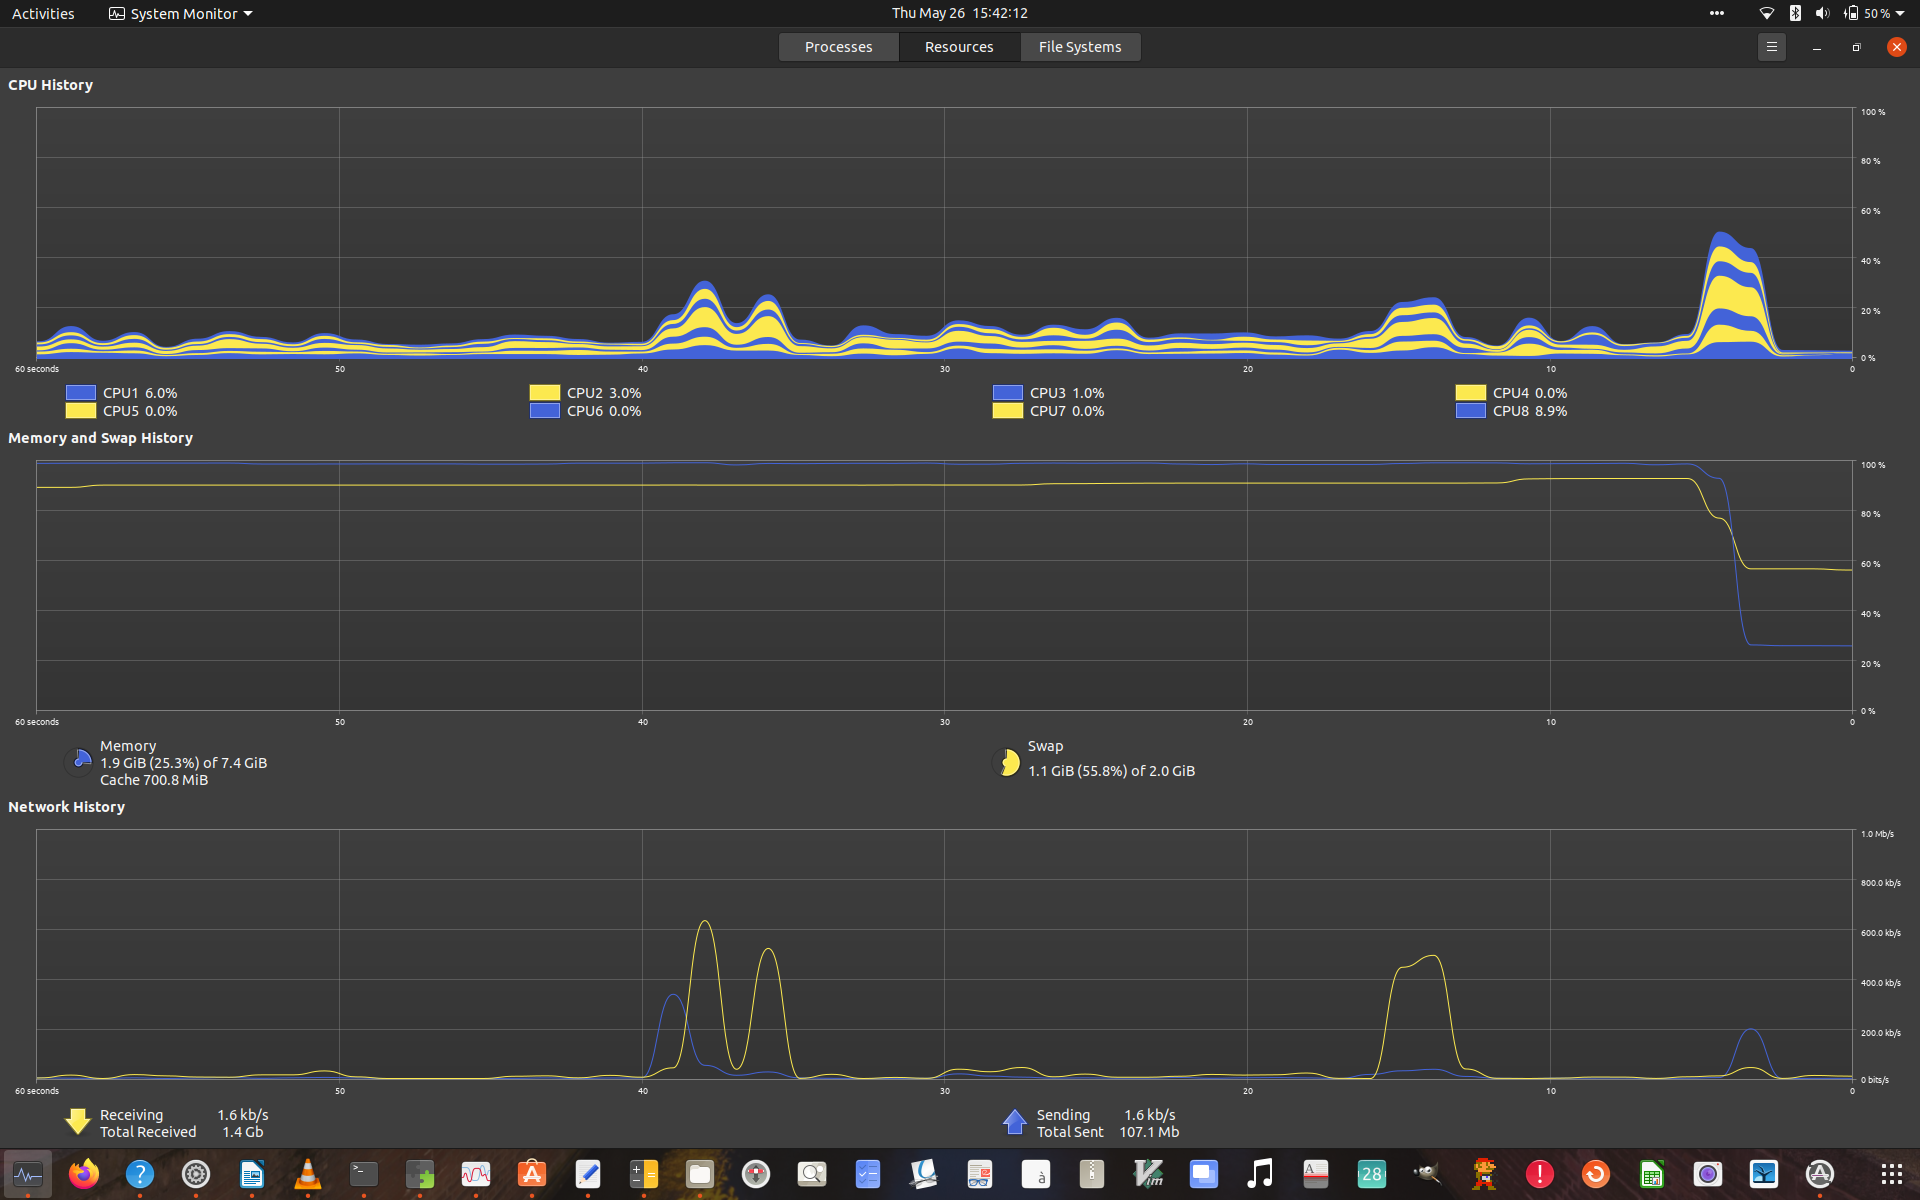 Activities System Monitor Thu May 26 15:42:12 50 %
Processes Resources File Systems
CPU History
100 %
80 %
60 %
40 %
20 %
0 %
60 seconds 50 40 30 20 10 0
CPU1 6.0% CPU2 3.0% CPU3 1.0% CPU4 0.0%
CPU5 0.0% CPU6 0.0% CPU7 0.0% CPU8 8.9%
Memory and Swap History
100 %
80 %
60 %
40 %
20 %
0 %
60 seconds 50 40 30 20 10 0
Memory
1.9 GiB (25.3%) of 7.4 GiB
Cache 700.8 MiB
Swap
1.1 GiB (55.8%) of 2.0 GiB
Network History
1.0 Mb/s
800.0 kb/s
600.0 kb/s
400.0 kb/s
200.0 kb/s
0 bits/s
60 seconds 50 40 30 20 10 0
Receiving 1.6 kb/s
Total Received 1.4 Gb
Sending 1.6 kb/s
Total Sent 107.1 Mb
?
>_
à
Vim
A
28